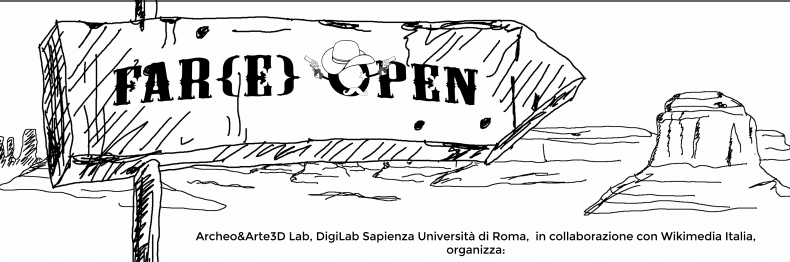 FAR{E} OPEN
Archeo&Arte3D Lab, DigiLab Sapienza Università di Roma, in collaborazione con Wikimedia Italia,
organizza: